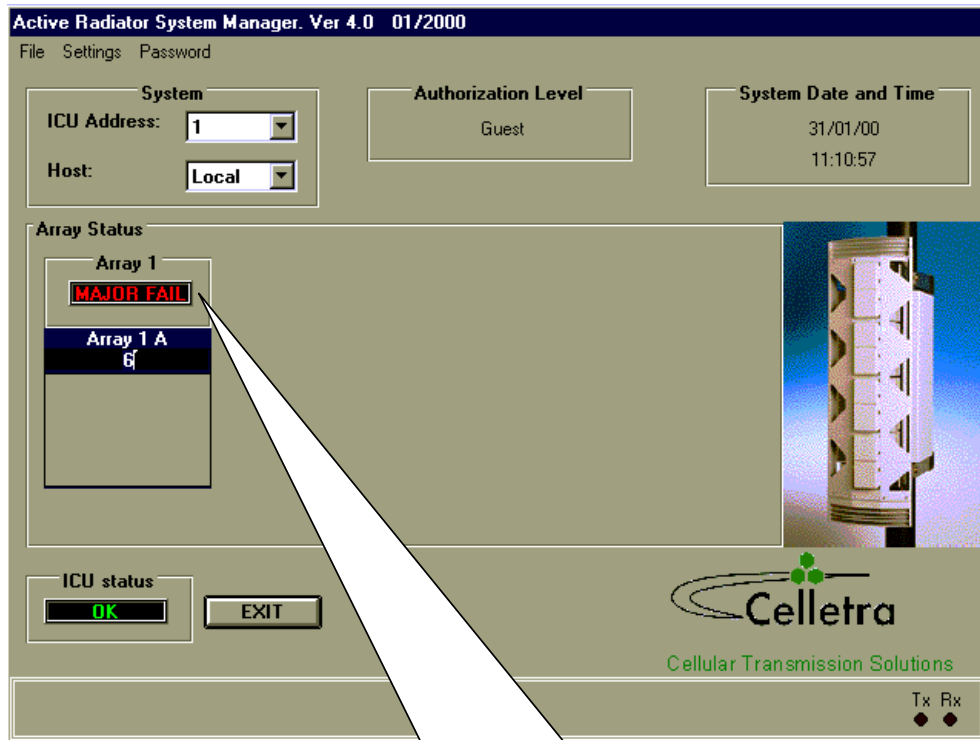 Active Radiator System Manager. Ver 4.0 01/2000
File Settings Password
System
ICU Address: 1
Host: Local
Authorization Level
Guest
System Date and Time
31/01/00
11:10:57
Array Status
Array 1
MAJOR FAIL
Array 1 A
6
ICU status
OK
EXIT
Celletra
Cellular Transmission Solutions
Tx Rx